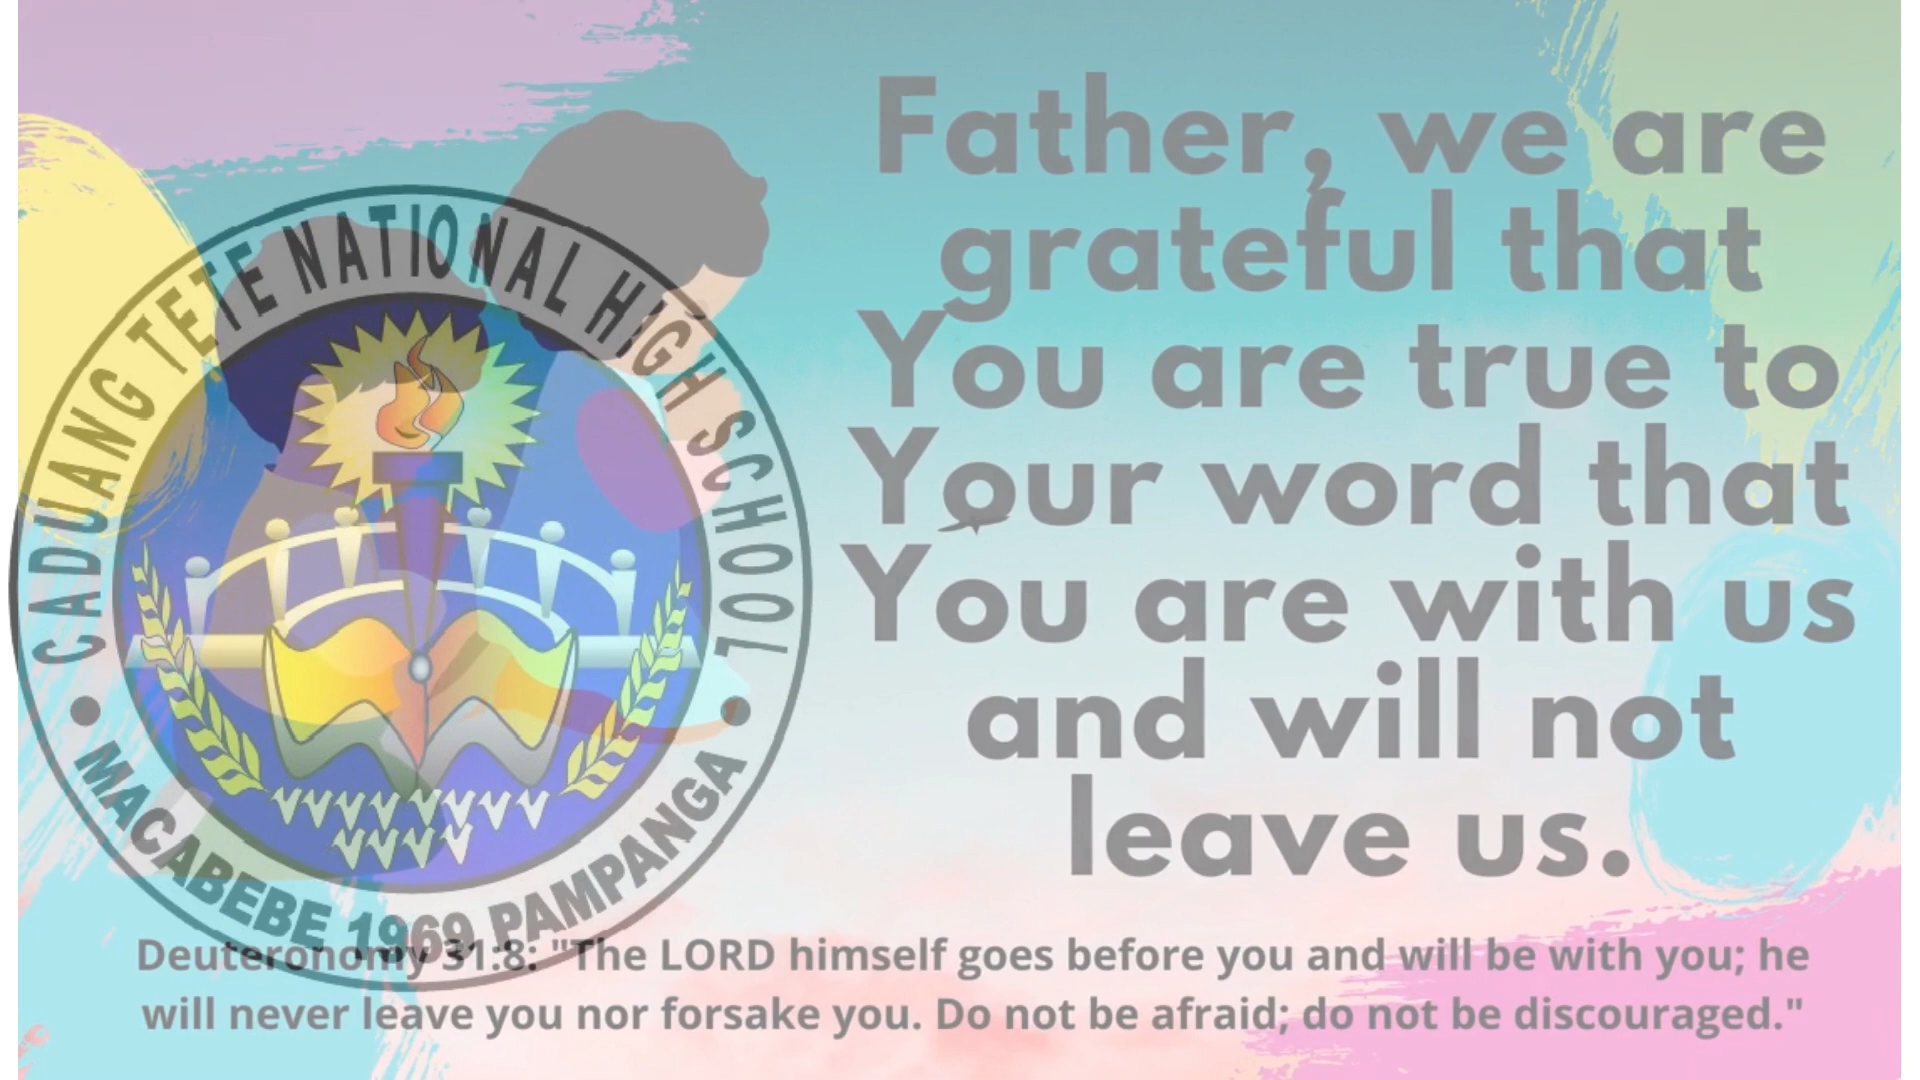 Father, we are
grateful that
You are true to
Your word that
You are with us
and will not
leave us.
CADUANG TETE NATIONAL HIGH SCHOOL
MACABEBE 1969 PAMPANGA
Deuteronomy 31:8: "The LORD himself goes before you and will be with you; he
will never leave you nor forsake you. Do not be afraid; do not be discouraged."